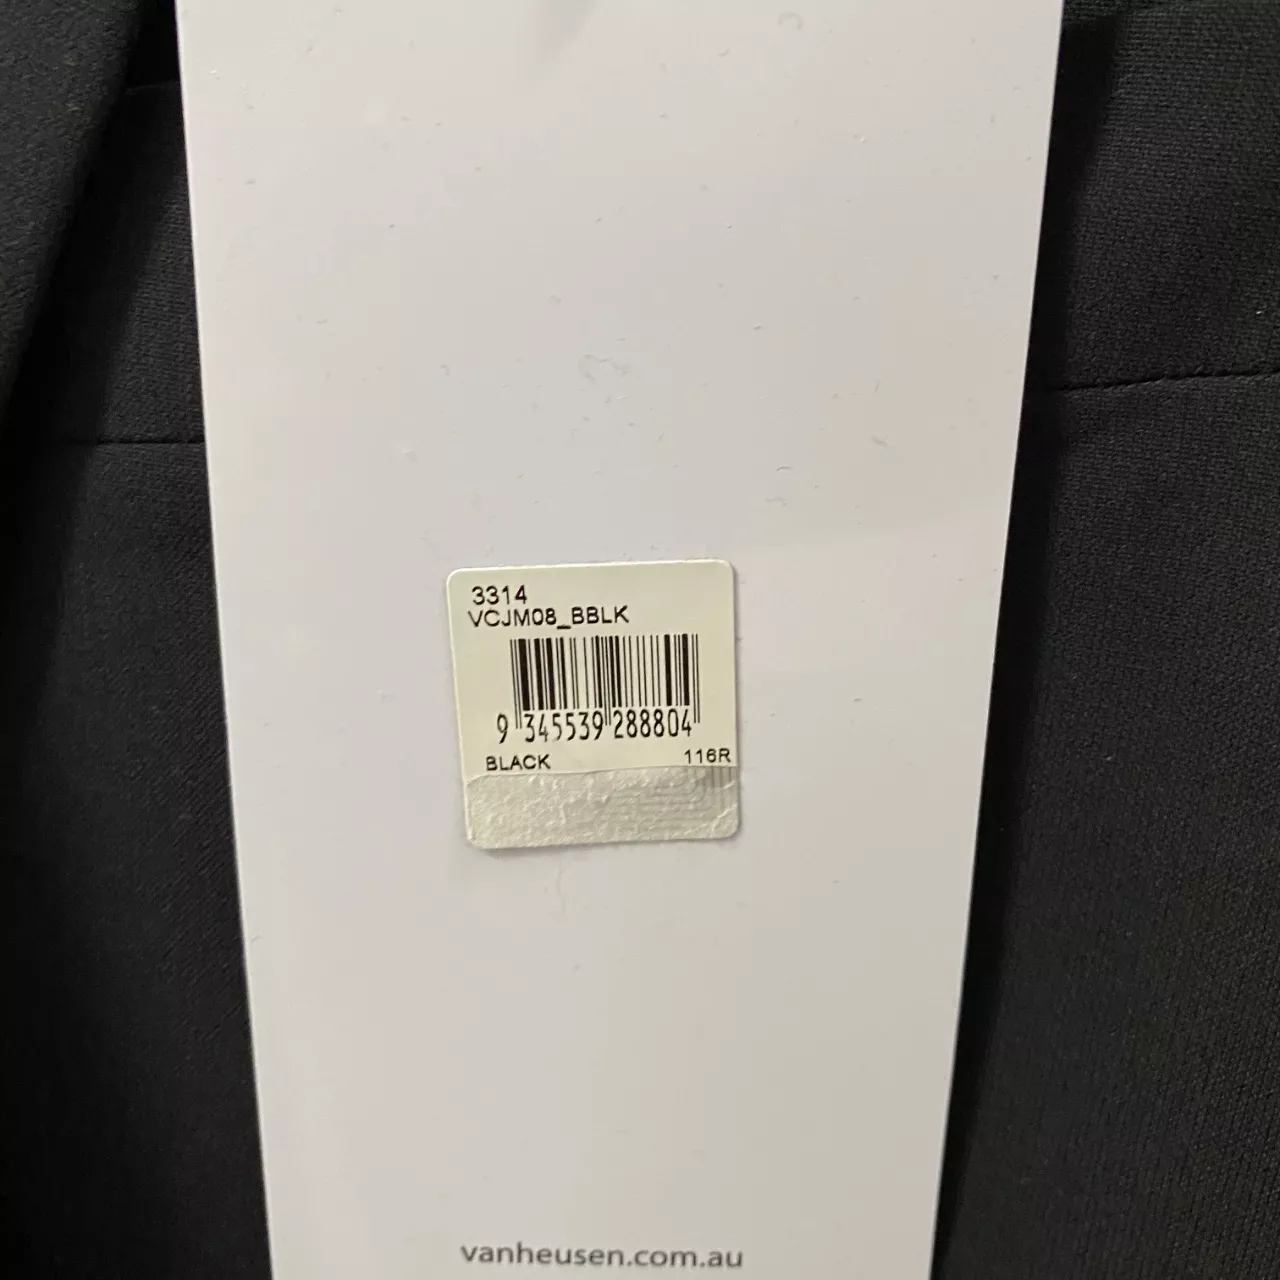 3314
VCJM08_BBLK
9 345539 288804
BLACK 116R
vanheusen.com.au